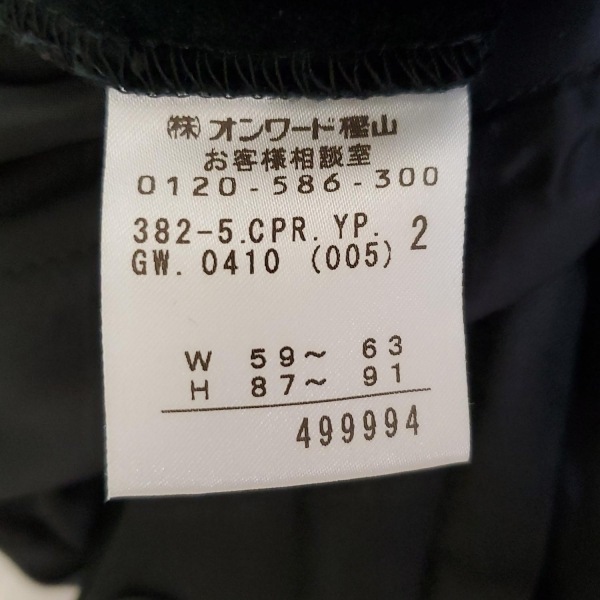 ㈱オンワード樫山
お客様相談室
0120-586-300
382-5.CPR.YP. 2
GW. 0410 (005)
W 59～ 63
H 87～ 91
499994